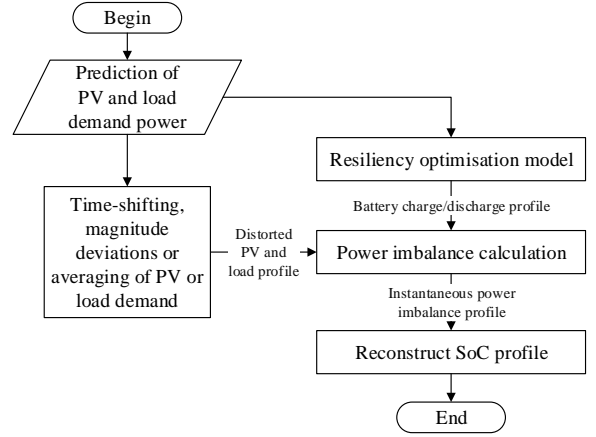 Begin
Prediction of
PV and load
demand power
Resiliency optimisation model
Battery charge/discharge profile
Time-shifting,
magnitude
deviations or
averaging of PV or
load demand
Distorted
PV and
load profile
Power imbalance calculation
Instantaneous power
imbalance profile
Reconstruct SoC profile
End